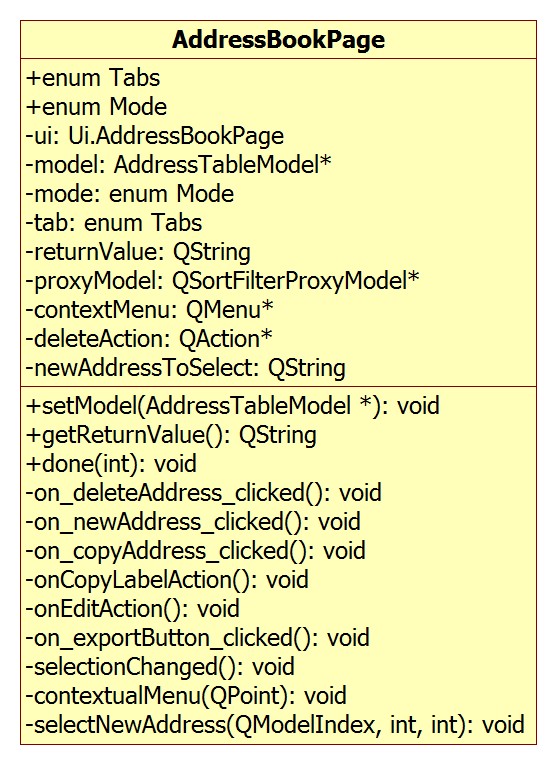 AddressBookPage
+enum Tabs
+enum Mode
-ui: Ui.AddressBookPage
-model: AddressTableModel*
-mode: enum Mode
-tab: enum Tabs
-returnValue: QString
-proxyModel: QSortFilterProxyModel*
-contextMenu: QMenu*
-deleteAction: QAction*
-newAddressToSelect: QString
+setModel(AddressTableModel *): void
+getReturnValue(): QString
+done(int): void
-on_deleteAddress_clicked(): void
-on_newAddress_clicked(): void
-on_copyAddress_clicked(): void
-onCopyLabelAction(): void
-onEditAction(): void
-on_exportButton_clicked(): void
-selectionChanged(): void
-contextualMenu(QPoint): void
-selectNewAddress(QModelIndex, int, int): void